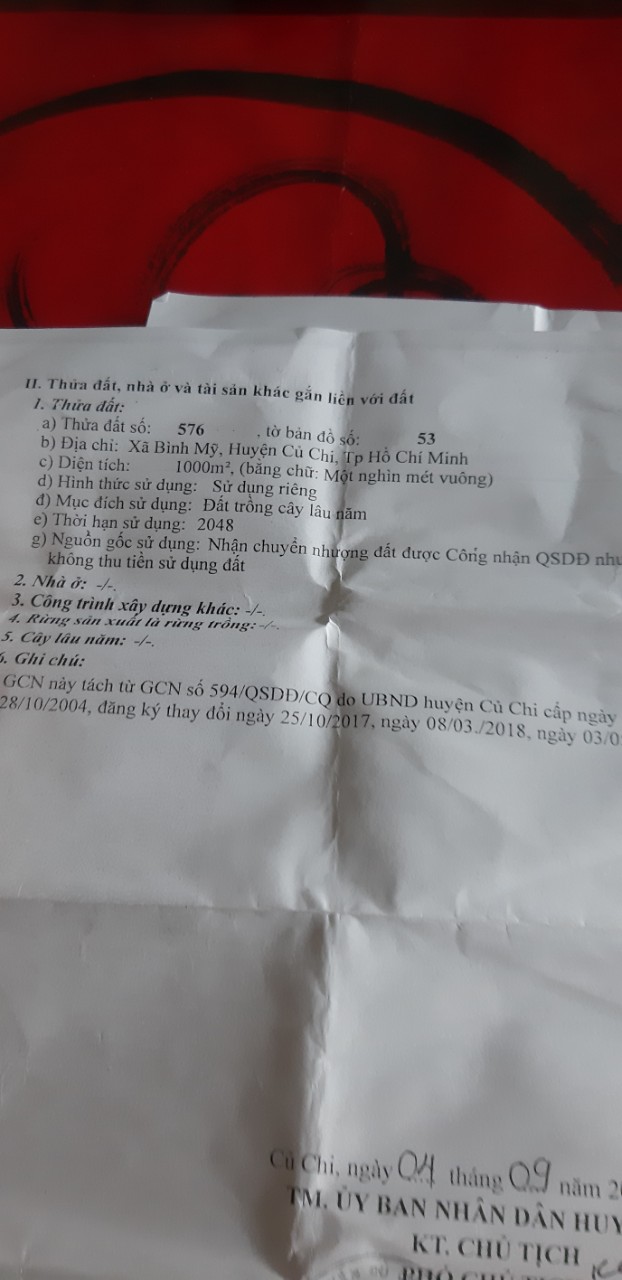 II. Thửa đất, nhà ở và tài sản khác gắn liền với đất
1. Thửa đất:
a) Thửa đất số: 576 , tờ bản đồ số: 53
b) Địa chỉ: Xã Bình Mỹ, Huyện Củ Chi, Tp Hồ Chí Minh
c) Diện tích: 1000m², (bằng chữ: Một nghìn mét vuông)
d) Hình thức sử dụng: Sử dụng riêng
đ) Mục đích sử dụng: Đất trồng cây lâu năm
e) Thời hạn sử dụng: 2048
g) Nguồn gốc sử dụng: Nhận chuyển nhượng đất được Công nhận QSDĐ như
không thu tiền sử dụng đất
2. Nhà ở: -/-.
3. Công trình xây dựng khác: -/-.
4. Rừng sản xuất là rừng trồng: -/-.
5. Cây lâu năm: -/-.
6. Ghi chú:
GCN này tách từ GCN số 594/QSDĐ/CQ do UBND huyện Củ Chi cấp ngày
28/10/2004, đăng ký thay đổi ngày 25/10/2017, ngày 08/03./2018, ngày 03/0
Củ Chi, ngày 04 tháng 09 năm 2
TM. ỦY BAN NHÂN DÂN HUY
KT. CHỦ TỊCH
PHÓ